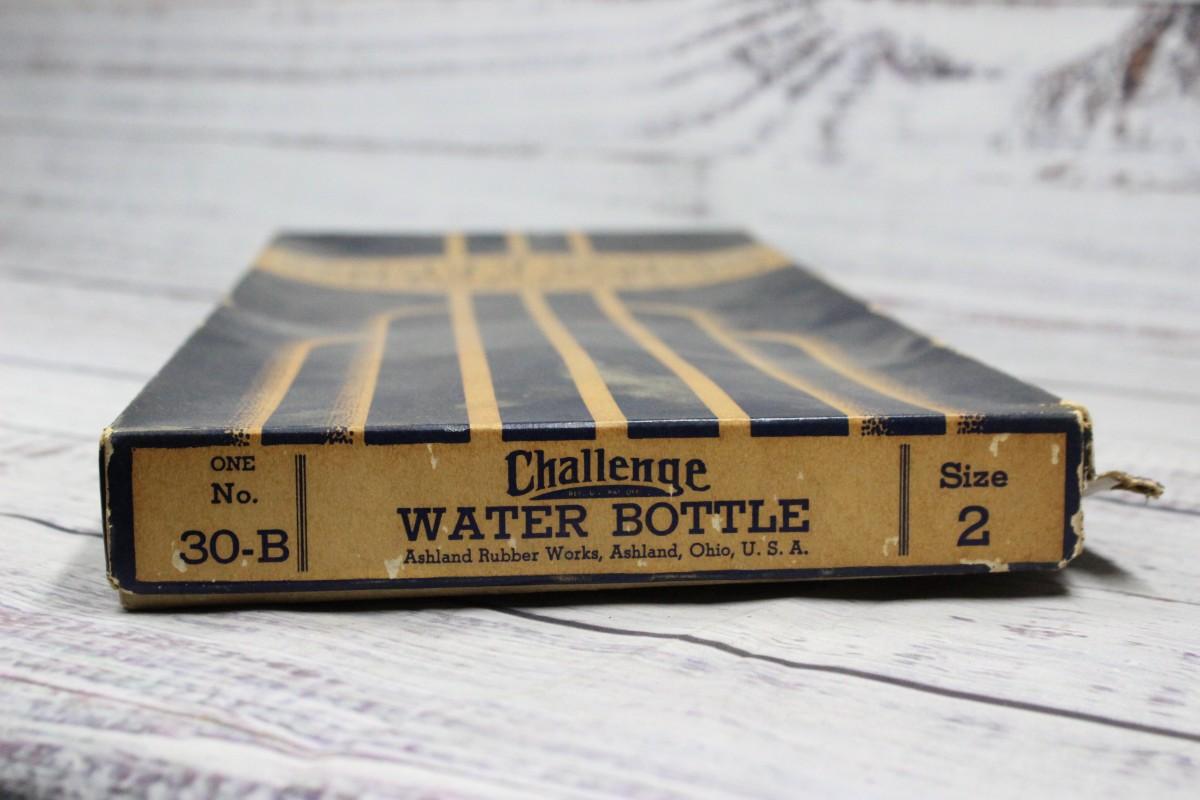 ONE
No.
30-B
Challenge
WATER BOTTLE
Ashland Rubber Works, Ashland, Ohio, U. S. A.
Size
2